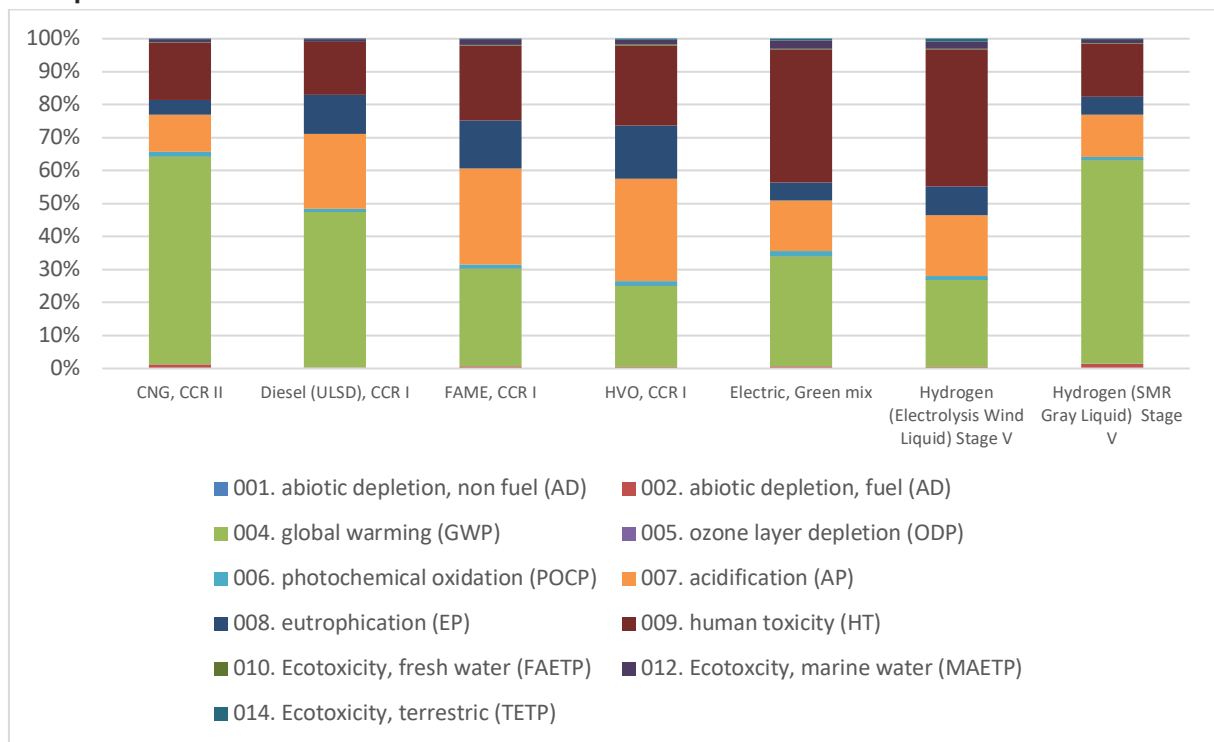 100%
90%
80%
70%
60%
50%
40%
30%
20%
10%
0%
CNG, CCR II
Diesel (ULSD), CCR I
FAME, CCR I
HVO, CCR I
Electric, Green mix
Hydrogen
(Electrolysis Wind
Liquid) Stage V
Hydrogen (SMR
Gray Liquid) Stage
V
001. abiotic depletion, non fuel (AD)
002. abiotic depletion, fuel (AD)
004. global warming (GWP)
005. ozone layer depletion (ODP)
006. photochemical oxidation (POCP)
007. acidification (AP)
008. eutrophication (EP)
009. human toxicity (HT)
010. Ecotoxicity, fresh water (FAETP)
012. Ecotoxcity, marine water (MAETP)
014. Ecotoxicity, terrestric (TETP)